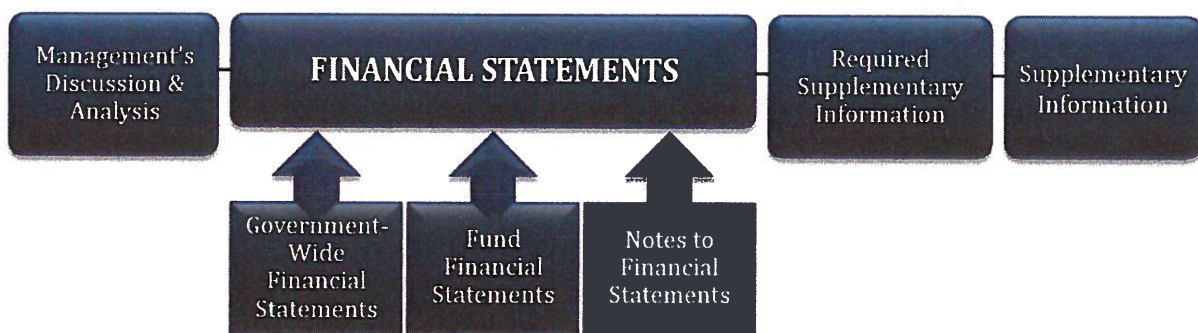 Management's
Discussion &
Analysis
FINANCIAL STATEMENTS
Required
Supplementary
Information
Supplementary
Information
Government-
Wide
Financial
Statements
Fund
Financial
Statements
Notes to
Financial
Statements